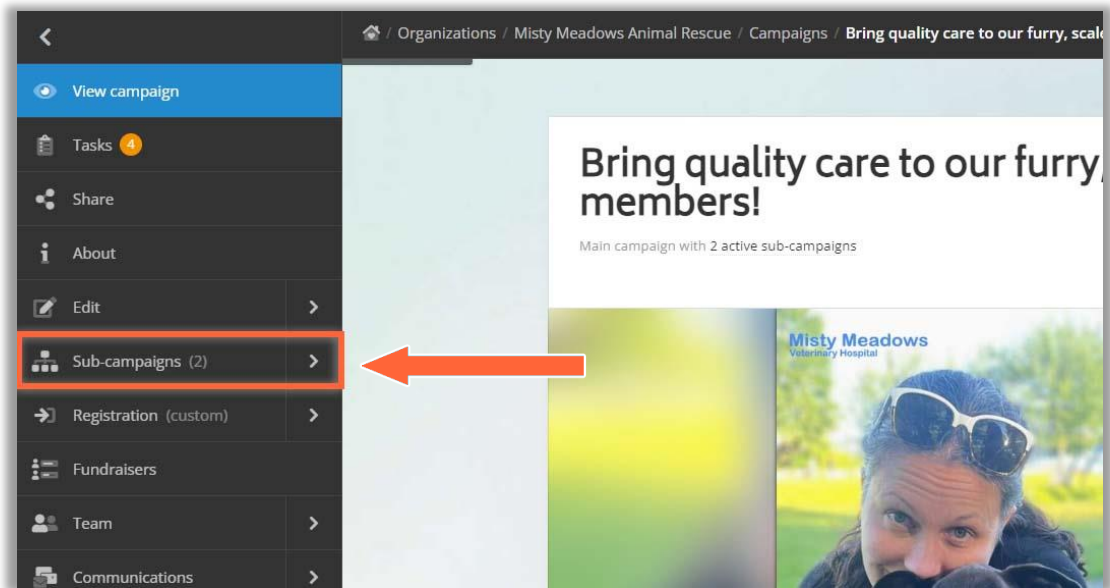 / Organizations / Misty Meadows Animal Rescue / Campaigns / Bring quality care to our furry, scale
View campaign
Tasks 4
Share
About
Edit
Sub-campaigns (2)
Registration (custom)
Fundraisers
Team
Communications
Bring quality care to our furry,
members!
Main campaign with 2 active sub-campaigns
Misty Meadows
Veterinary Hospital